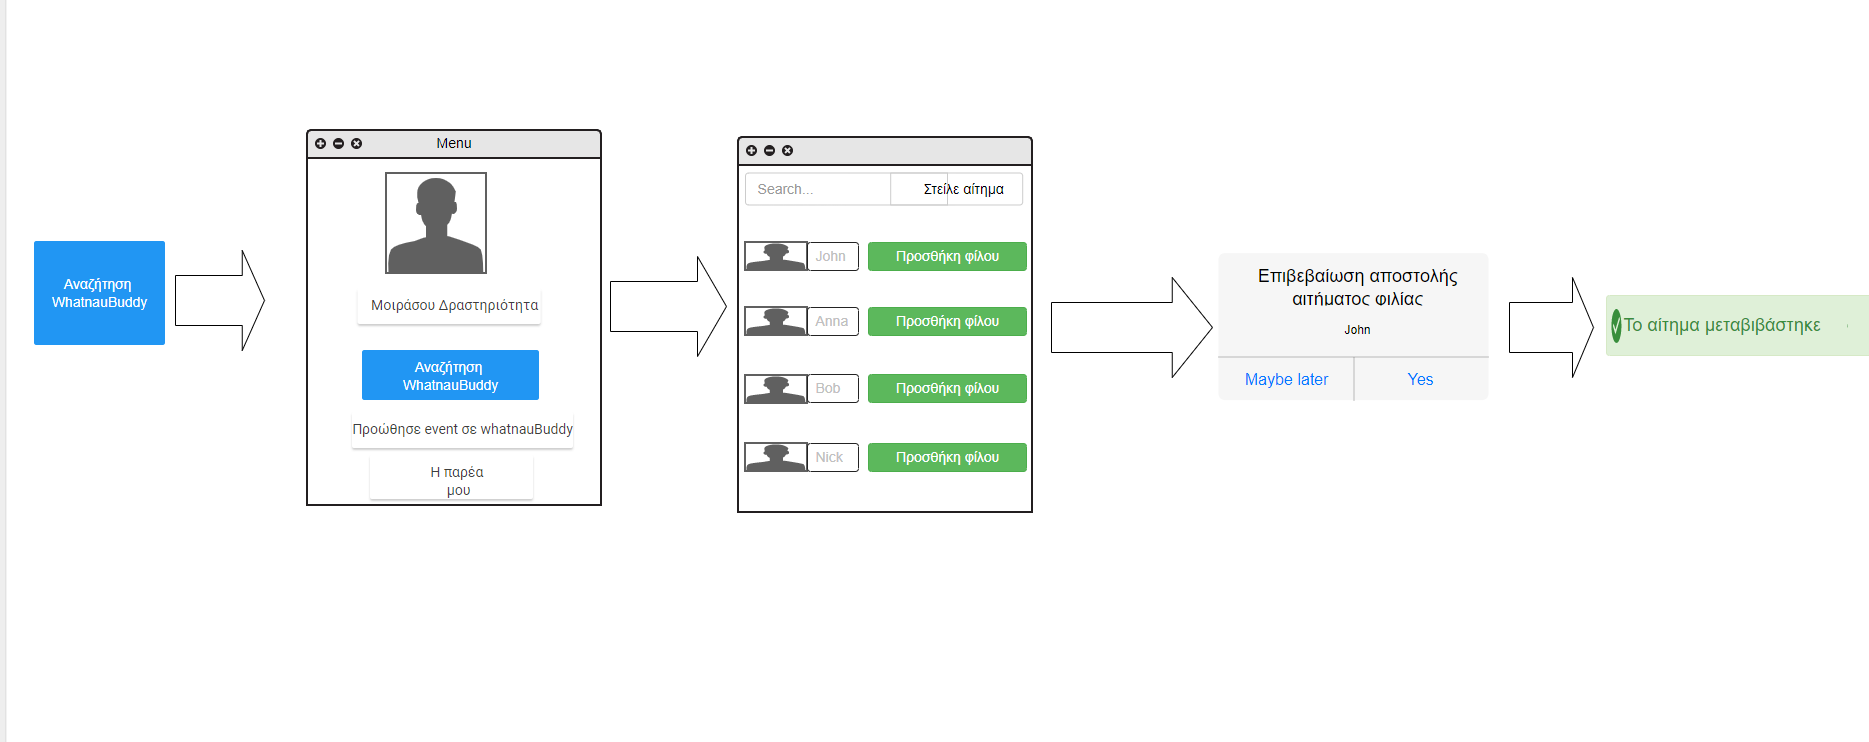 Αναζήτηση
WhatnauBuddy
Menu
Μοιράσου Δραστηριότητα
Αναζήτηση
WhatnauBuddy
Προώθησε event σε whatnauBuddy
Η παρέα
μου
Search... Στείλε αίτημα
John Προσθήκη φίλου
Anna Προσθήκη φίλου
Bob Προσθήκη φίλου
Nick Προσθήκη φίλου
Επιβεβαίωση αποστολής
αιτήματος φιλίας
John
Maybe later Yes
Το αίτημα μεταβιβάστηκε